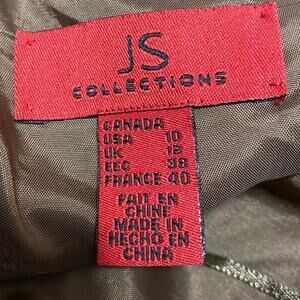 JS
COLLECTIONS
CANADA
USA 10
UK 12
EEC 38
FRANCE 40
FAIT EN
CHINE
MADE IN
HECHO EN
CHINA